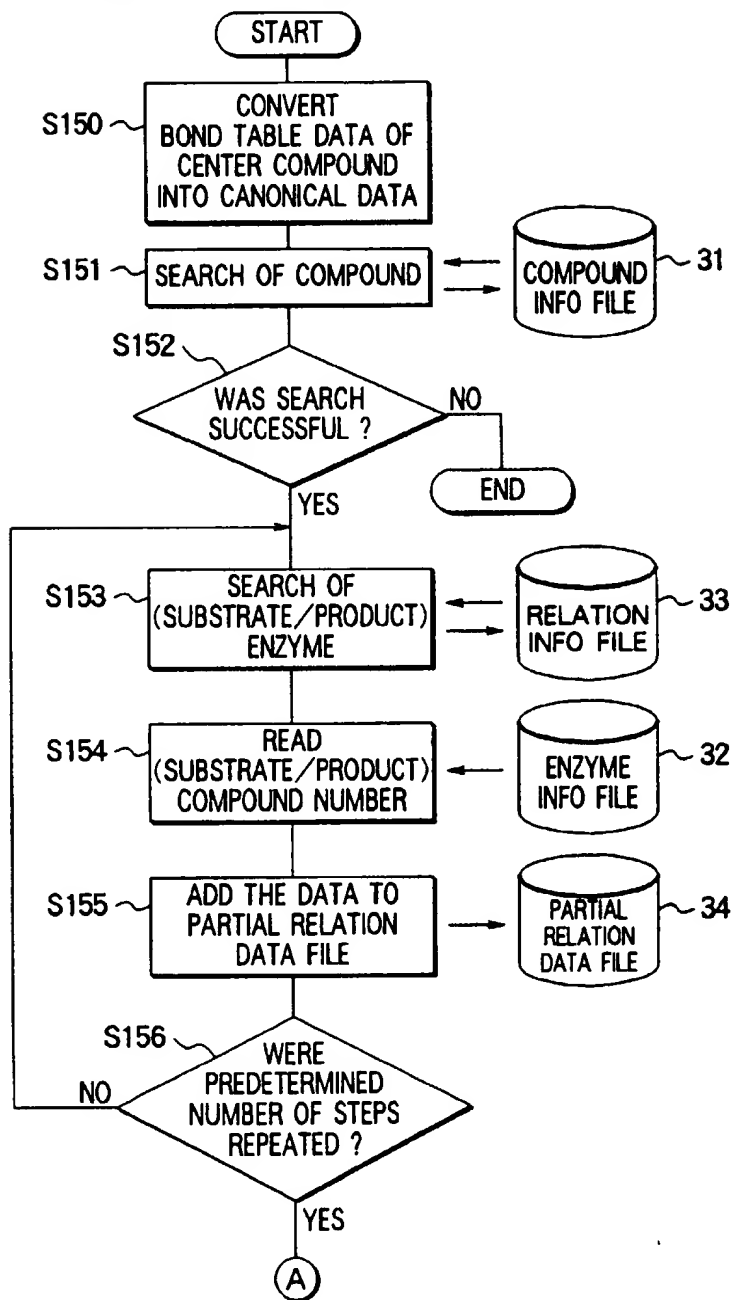 START
S150
CONVERT
BOND TABLE DATA OF
CENTER COMPOUND
INTO CANONICAL DATA
S151
SEARCH OF COMPOUND
COMPOUND
INFO FILE
31
S152
WAS SEARCH
SUCCESSFUL ?
NO
END
YES
S153
SEARCH OF
(SUBSTRATE/PRODUCT)
ENZYME
RELATION
INFO FILE
33
S154
READ
(SUBSTRATE/PRODUCT)
COMPOUND NUMBER
ENZYME
INFO FILE
32
S155
ADD THE DATA TO
PARTIAL RELATION
DATA FILE
PARTIAL
RELATION
DATA FILE
34
S156
WERE
PREDETERMINED
NUMBER OF STEPS
REPEATED ?
NO
YES
A